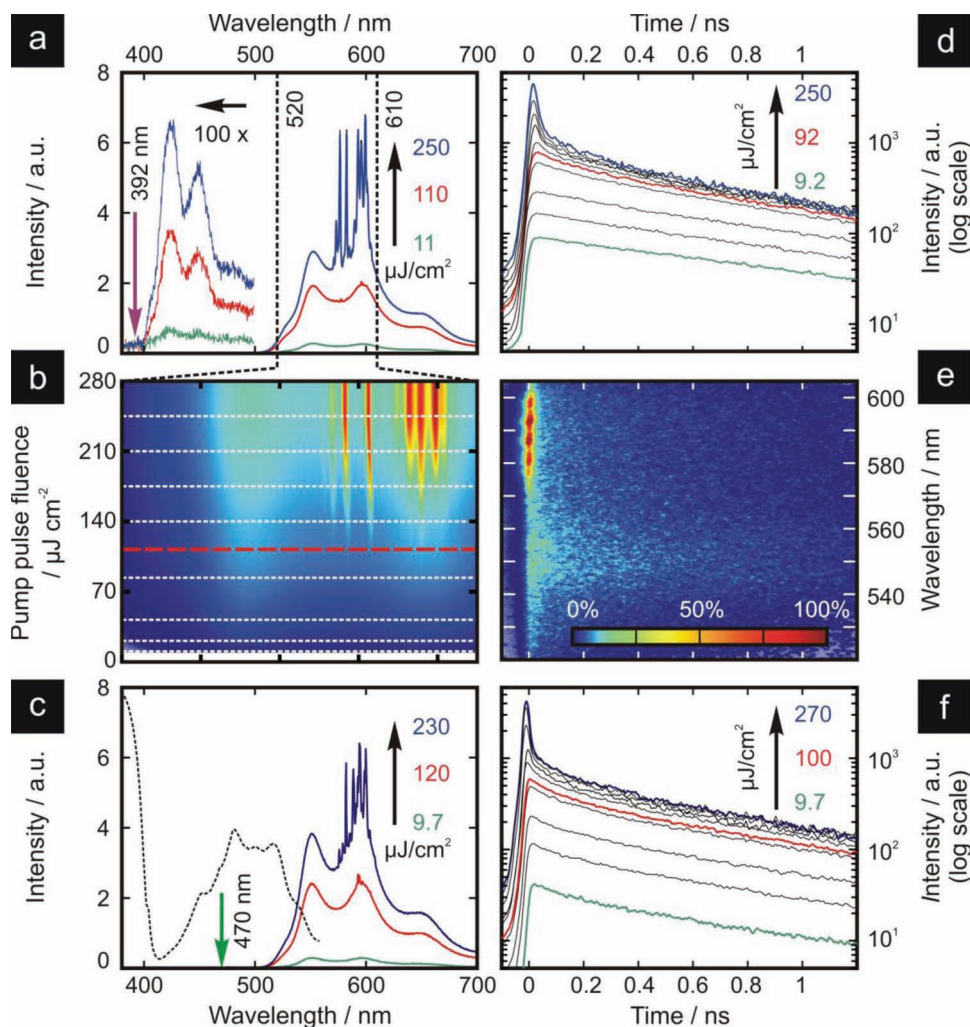 a
Wavelength / nm
400 500 600 700
Intensity / a.u.
8
6
4
2
0
392 nm
100 x
520
610
250
110
11
µJ/cm²
d
Time / ns
0 0.2 0.4 0.6 0.8 1
µJ/cm²
250
92
9.2
10³
10²
10¹
Intensity / a.u.
(log scale)
b
Pump pulse fluence
/ µJ cm⁻²
280
210
140
70
0
e
600
580
560
540
Wavelength / nm
0% 50% 100%
c
Intensity / a.u.
8
6
4
2
0
470 nm
230
120
9.7
µJ/cm²
400 500 600 700
Wavelength / nm
f
µJ/cm²
270
100
9.7
10³
10²
10¹
Intensity / a.u.
(log scale)
0 0.2 0.4 0.6 0.8 1
Time / ns